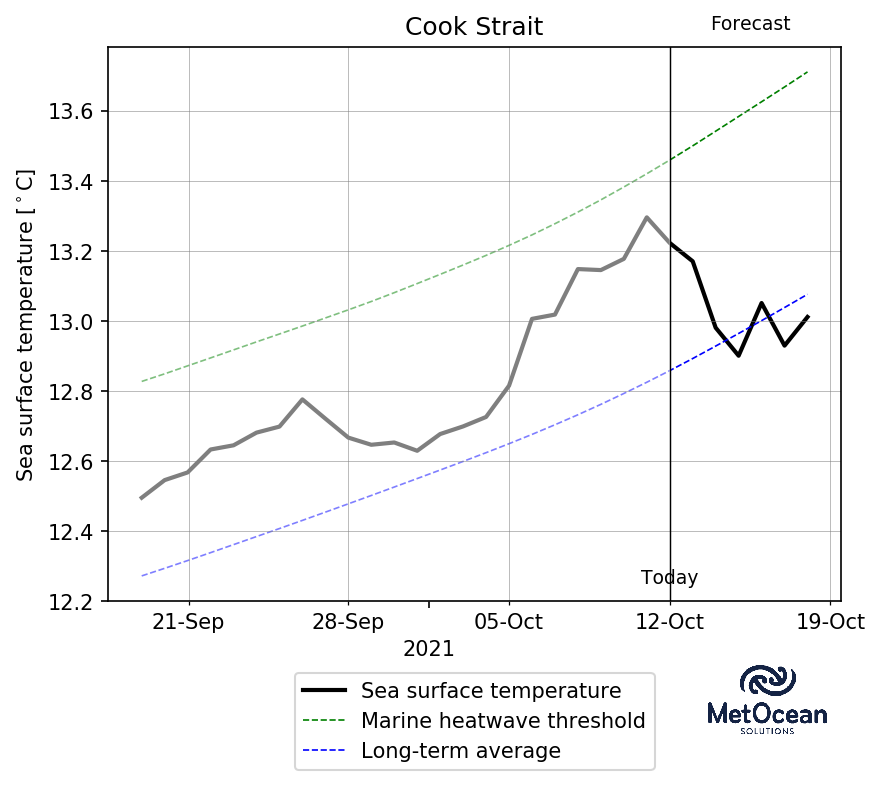 Cook Strait
Forecast
Sea surface temperature [°C]
13.6
13.4
13.2
13.0
12.8
12.6
12.4
12.2
Today
21-Sep
28-Sep
05-Oct
12-Oct
19-Oct
2021
Sea surface temperature
Marine heatwave threshold
Long-term average
MetOcean
SOLUTIONS